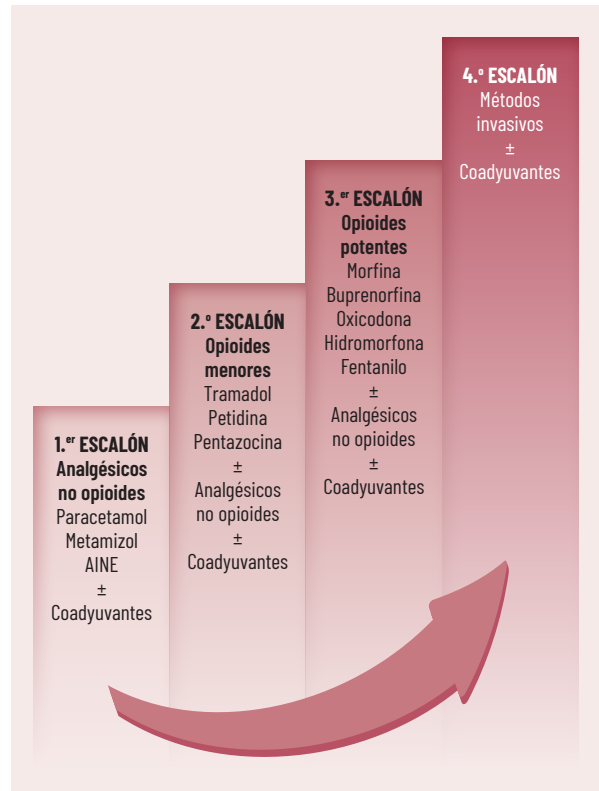 1.er ESCALÓN
Analgésicos
no opioides
Paracetamol
Metamizol
AINE
±
Coadyuvantes
2.º ESCALÓN
Opioides
menores
Tramadol
Petidina
Pentazocina
±
Analgésicos
no opioides
±
Coadyuvantes
3.er ESCALÓN
Opioides
potentes
Morfina
Buprenorfina
Oxicodona
Hidromorfona
Fentanilo
±
Analgésicos
no opioides
±
Coadyuvantes
4.º ESCALÓN
Métodos
invasivos
±
Coadyuvantes